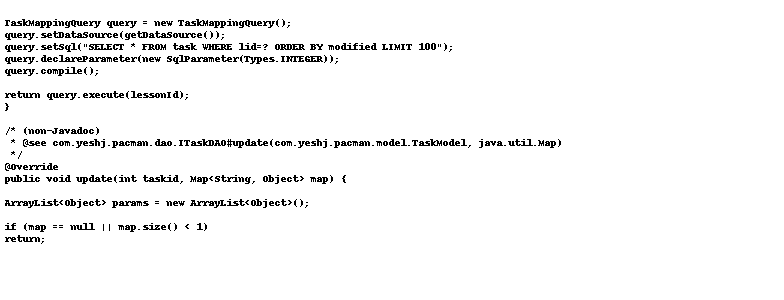 TaskMappingQuery query = new TaskMappingQuery();
query.setDataSource(getDataSource());
query.setSql("SELECT * FROM task WHERE lid=? ORDER BY modified LIMIT 100");
query.declareParameter(new SqlParameter(Types.INTEGER));
query.compile();

return query.execute(lessonId);
}

/* (non-Javadoc)
 * @see com.yeshj.pacman.dao.ITaskDAO#update(com.yeshj.pacman.model.TaskModel, java.util.Map)
 */
@Override
public void update(int taskid, Map<String, Object> map) {

ArrayList<Object> params = new ArrayList<Object>();

if (map == null || map.size() < 1)
return;